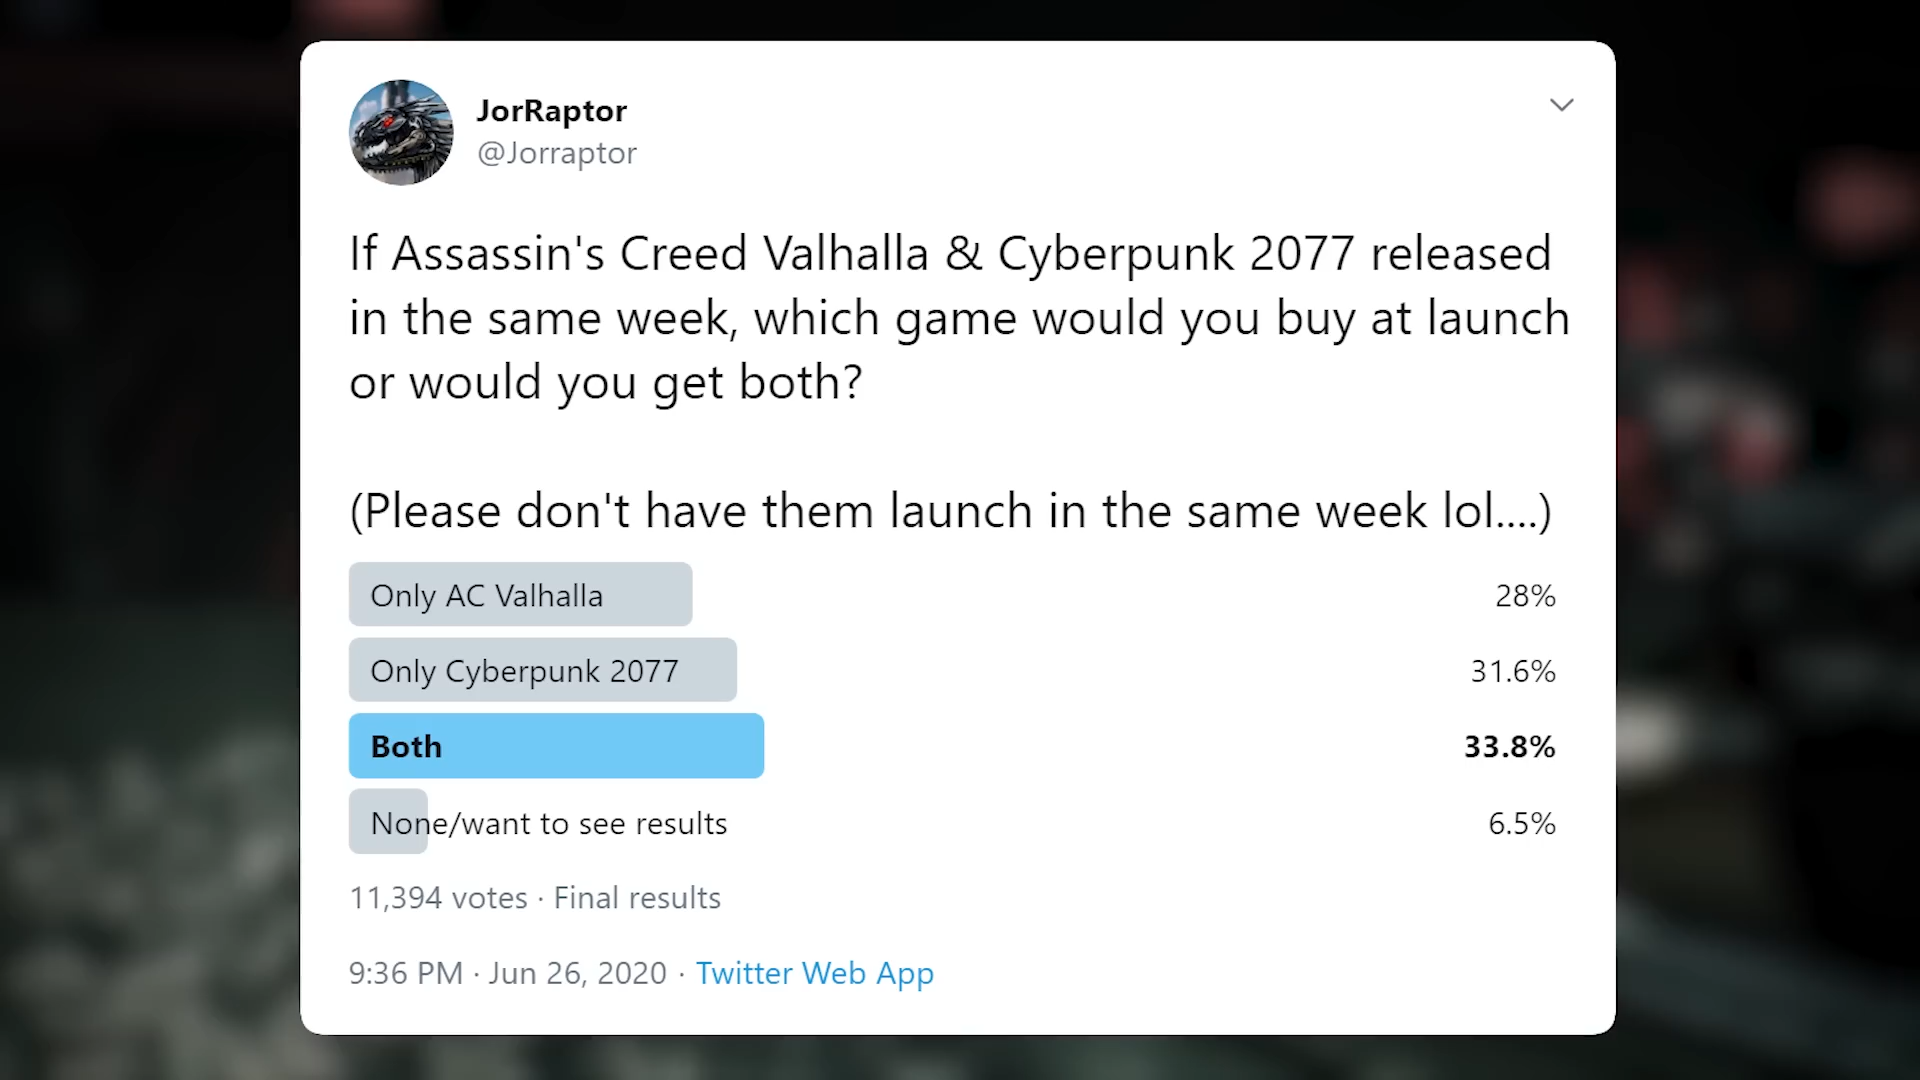 JorRaptor
@Jorraptor
If Assassin's Creed Valhalla & Cyberpunk 2077 released
in the same week, which game would you buy at launch
or would you get both?
(Please don't have them launch in the same week lol....)
Only AC Valhalla 28%
Only Cyberpunk 2077 31.6%
Both 33.8%
None/want to see results 6.5%
11,394 votes · Final results
9:36 PM · Jun 26, 2020 · Twitter Web App